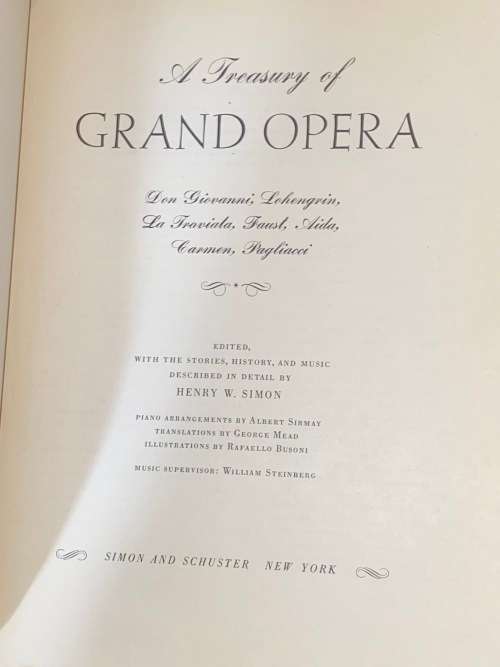 A Treasury of
GRAND OPERA
Don Giovanni, Lohengrin,
La Traviata, Faust, Aida,
Carmen, Pagliacci
EDITED,
WITH THE STORIES, HISTORY, AND MUSIC
DESCRIBED IN DETAIL BY
HENRY W. SIMON
PIANO ARRANGEMENTS BY ALBERT SIRMAY
TRANSLATIONS BY GEORGE MEAD
ILLUSTRATIONS BY RAFAELLO BUSONI
MUSIC SUPERVISOR: WILLIAM STEINBERG
SIMON AND SCHUSTER NEW YORK